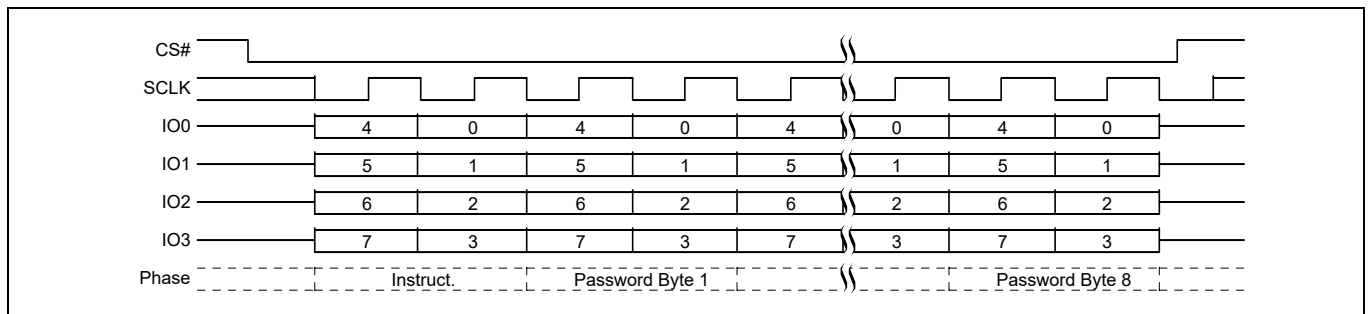 CS#
SCLK
IO0 4 0 4 0 4 0 4 0
IO1 5 1 5 1 5 1 5 1
IO2 6 2 6 2 6 2 6 2
IO3 7 3 7 3 7 3 7 3
Phase Instruct. Password Byte 1 Password Byte 8